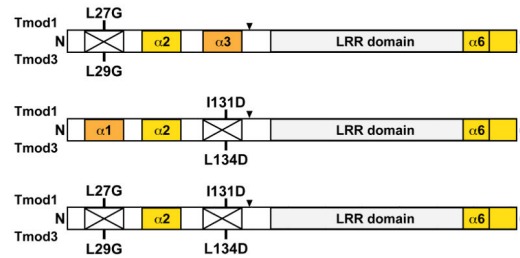 L27G
Tmod1
N α2 α3 LRR domain α6
Tmod3
L29G
I131D
Tmod1
N α1 α2 LRR domain α6
Tmod3
L134D
L27G I131D
Tmod1
N α2 LRR domain α6
Tmod3
L29G L134D